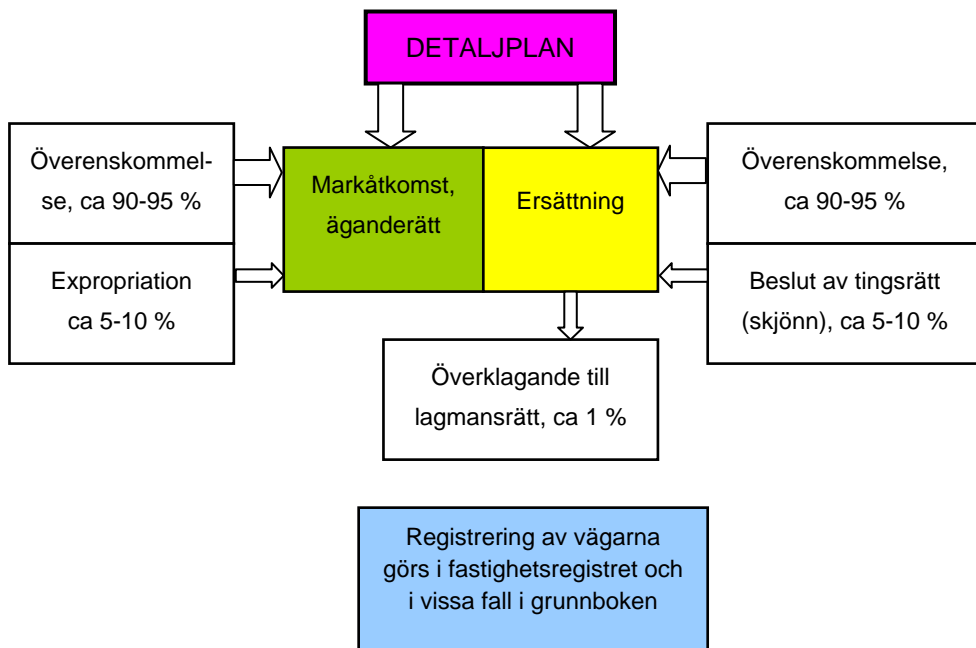 DETALJPLAN
Överenskommel-
se, ca 90-95 %
Markåtkomst,
äganderätt
Ersättning
Överenskommelse,
ca 90-95 %
Expropriation
ca 5-10 %
Beslut av tingsrätt
(skjönn), ca 5-10 %
Överklagande till
lagmansrätt, ca 1 %
Registrering av vägarna
görs i fastighetsregistret och
i vissa fall i grunnboken